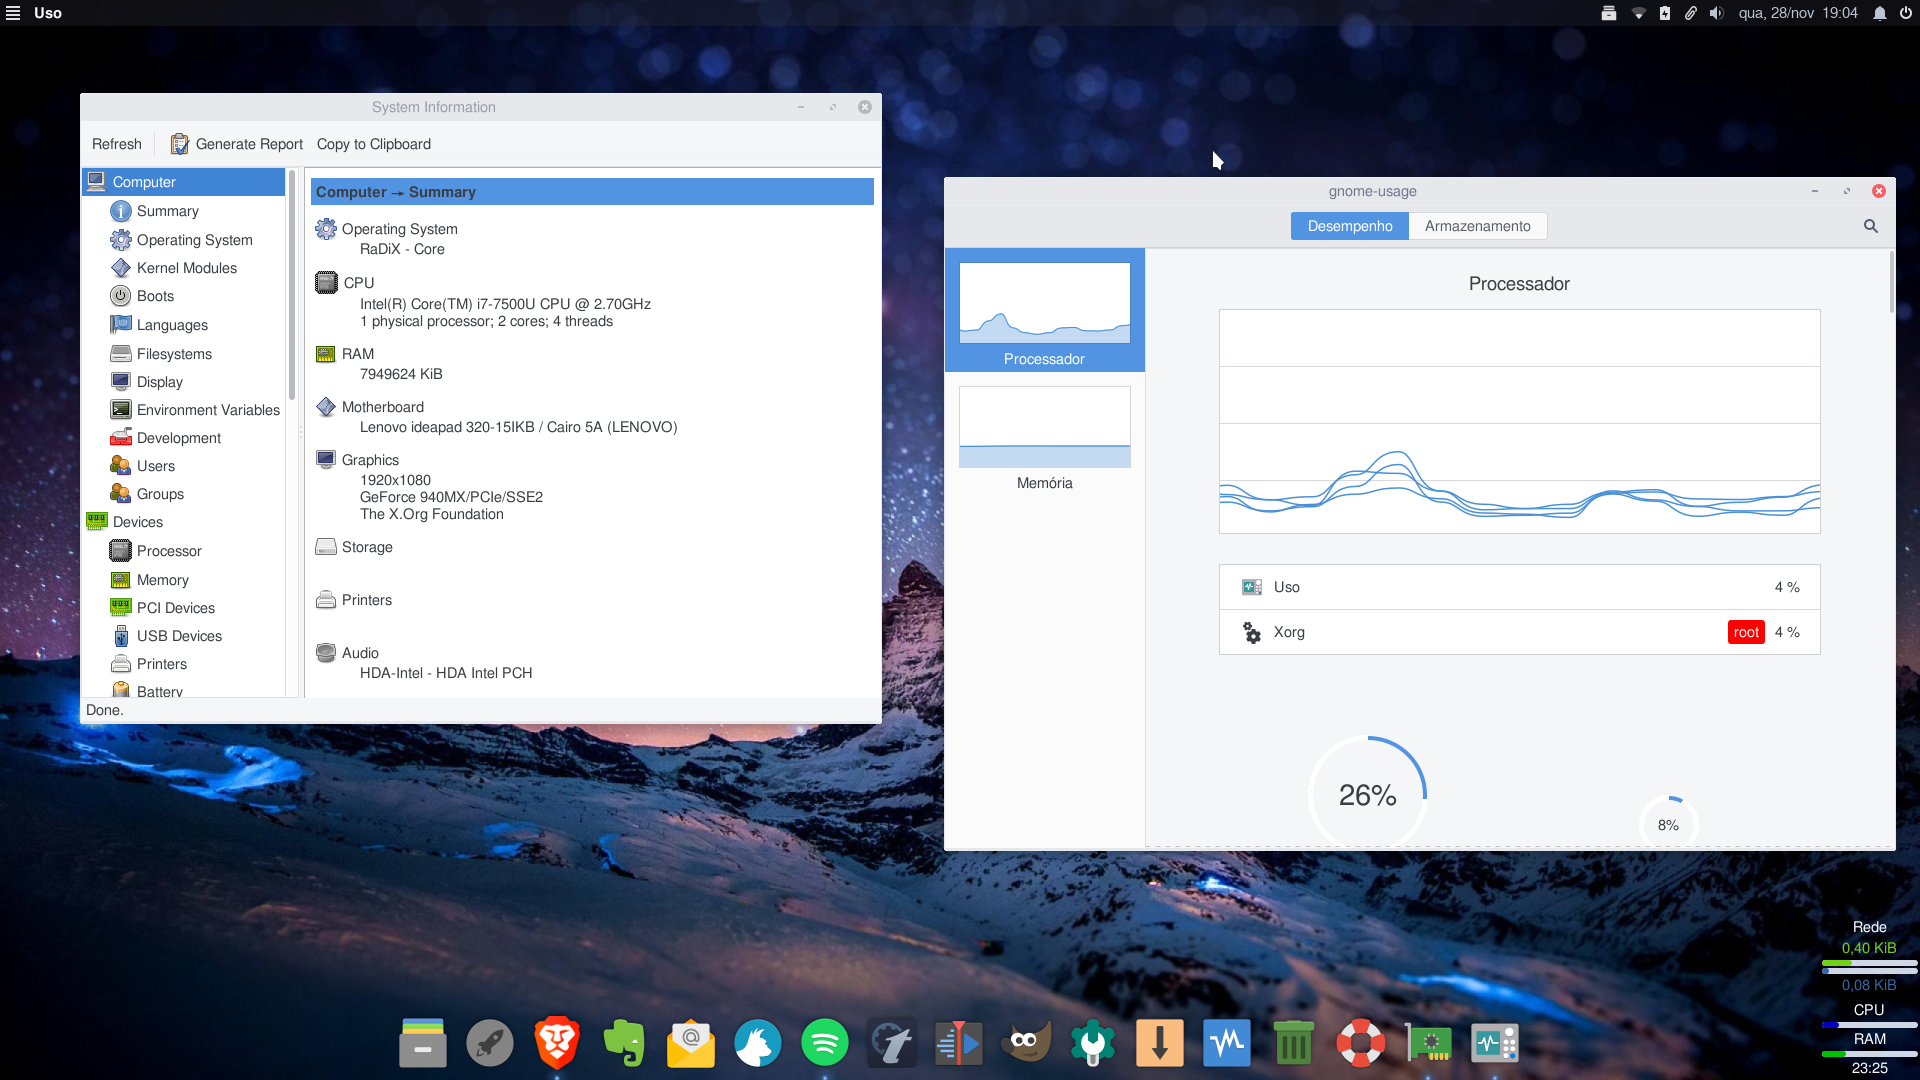 Uso
qua, 28/nov 19:04
System Information
Refresh
Generate Report
Copy to Clipboard
Computer
Summary
Operating System
Kernel Modules
Boots
Languages
Filesystems
Display
Environment Variables
Development
Users
Groups
Devices
Processor
Memory
PCI Devices
USB Devices
Printers
Battery
Done.
Computer → Summary
Operating System
RaDiX - Core
CPU
Intel(R) Core(TM) i7-7500U CPU @ 2.70GHz
1 physical processor; 2 cores; 4 threads
RAM
7949624 KiB
Motherboard
Lenovo ideapad 320-15IKB / Cairo 5A (LENOVO)
Graphics
1920x1080
GeForce 940MX/PCIe/SSE2
The X.Org Foundation
Storage
Printers
Audio
HDA-Intel - HDA Intel PCH
gnome-usage
Desempenho
Armazenamento
Processador
Memória
Processador
Uso 4 %
Xorg root 4 %
26%
8%
Rede
0,40 KiB
0,08 KiB
CPU
RAM
23:25